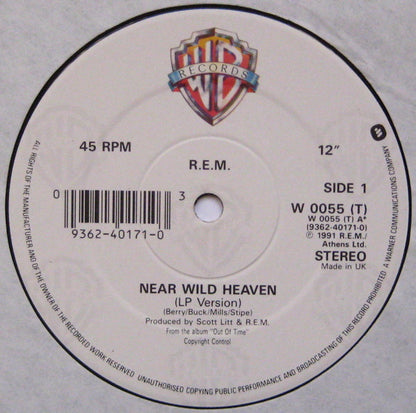 WB
RECORDS
45 RPM
R.E.M.
12"
SIDE 1
0 3
9362-40171-0
W 0055 (T)
W 0055 (T) A*
(9362-40171-0)
℗ 1991 R.E.M./
Athens Ltd.
STEREO
Made in UK
NEAR WILD HEAVEN
(LP Version)
(Berry/Buck/Mills/Stipe)
Produced by Scott Litt & R.E.M.
From the album "Out Of Time"
Copyright Control
ALL RIGHTS OF THE MANUFACTURER AND OF THE OWNER OF THE RECORDED WORK RESERVED. UNAUTHORISED COPYING PUBLIC PERFORMANCE AND BROADCASTING OF THIS RECORD PROHIBITED. A WARNER COMMUNICATIONS COMPANY